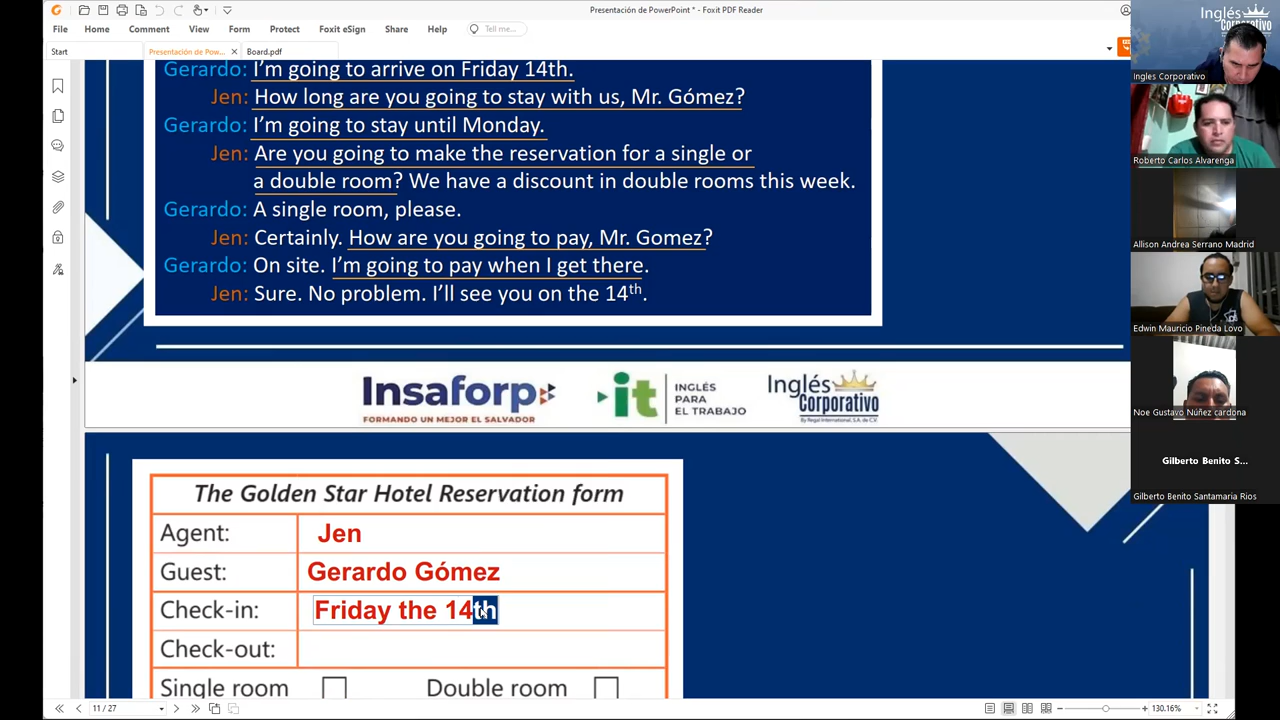 Presentación de PowerPoint * - Foxit PDF Reader
File Home Comment View Form Protect Foxit eSign Share Help Tell me...
Start Presentación de Pow... Board.pdf
Gerardo: I'm going to arrive on Friday 14th.
Jen: How long are you going to stay with us, Mr. Gómez?
Gerardo: I'm going to stay until Monday.
Jen: Are you going to make the reservation for a single or
a double room? We have a discount in double rooms this week.
Gerardo: A single room, please.
Jen: Certainly. How are you going to pay, Mr. Gomez?
Gerardo: On site. I'm going to pay when I get there.
Jen: Sure. No problem. I'll see you on the 14th.
Insaforp
FORMANDO UN MEJOR EL SALVADOR
it
INGLÉS
PARA
EL TRABAJO
Inglés
Corporativo
By Regal International, S.A. de C.V.
The Golden Star Hotel Reservation form
Agent: Jen
Guest: Gerardo Gómez
Check-in: Friday the 14th
Check-out:
Single room Double room
11 / 27
130.16%
Inglés
Corporativo
Ingles Corporativo
Roberto Carlos Alvarenga
Allison Andrea Serrano Madrid
Edwin Mauricio Pineda Lovo
Noe Gustavo Núñez cardona
Gilberto Benito S...
Gilberto Benito Santamaria Rios